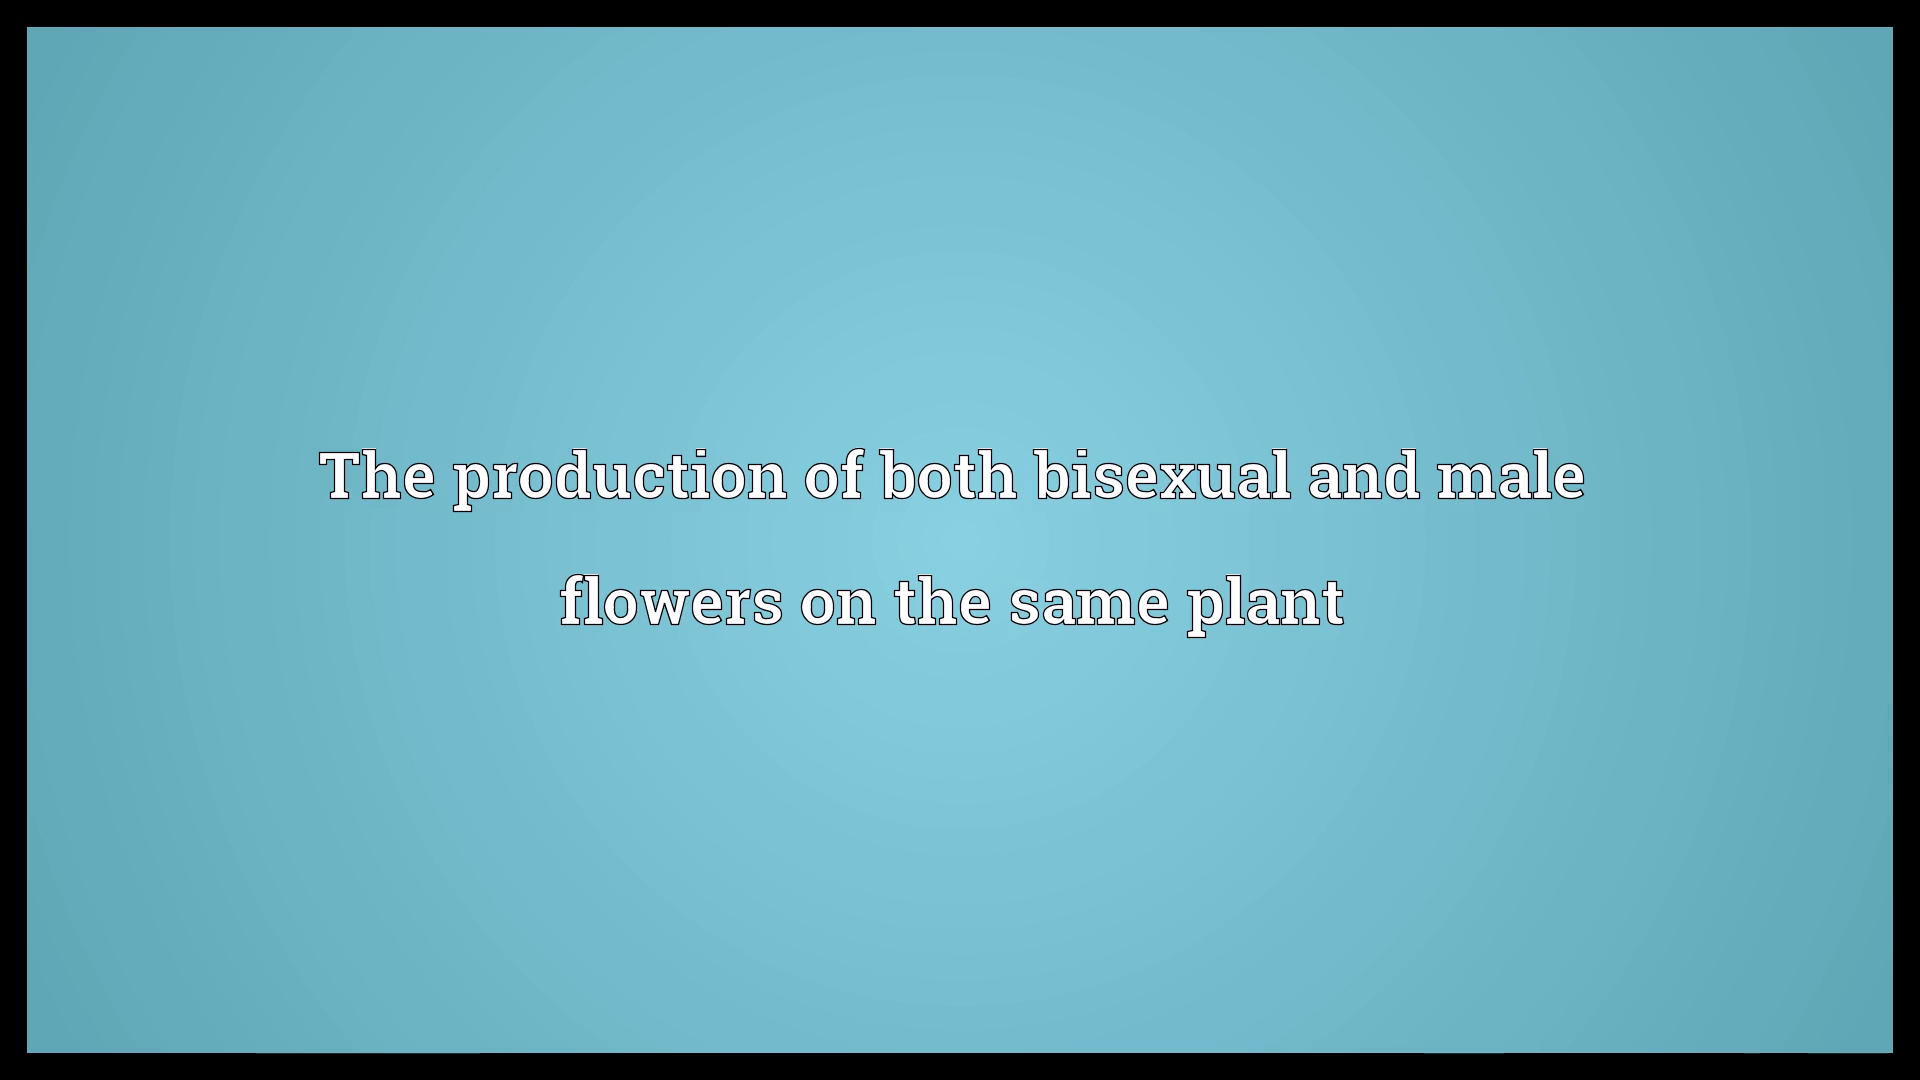 The production of both bisexual and male
flowers on the same plant